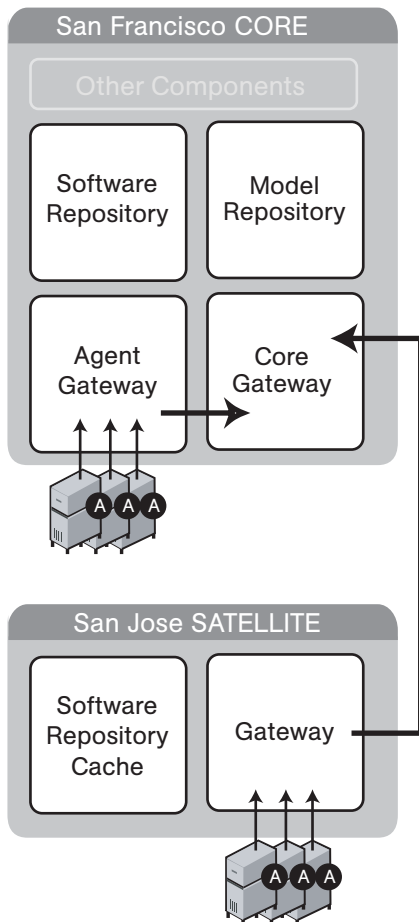 San Francisco CORE
Other Components
Software
Repository
Model
Repository
Agent
Gateway
Core
Gateway
A A A
San Jose SATELLITE
Software
Repository
Cache
Gateway
A A A